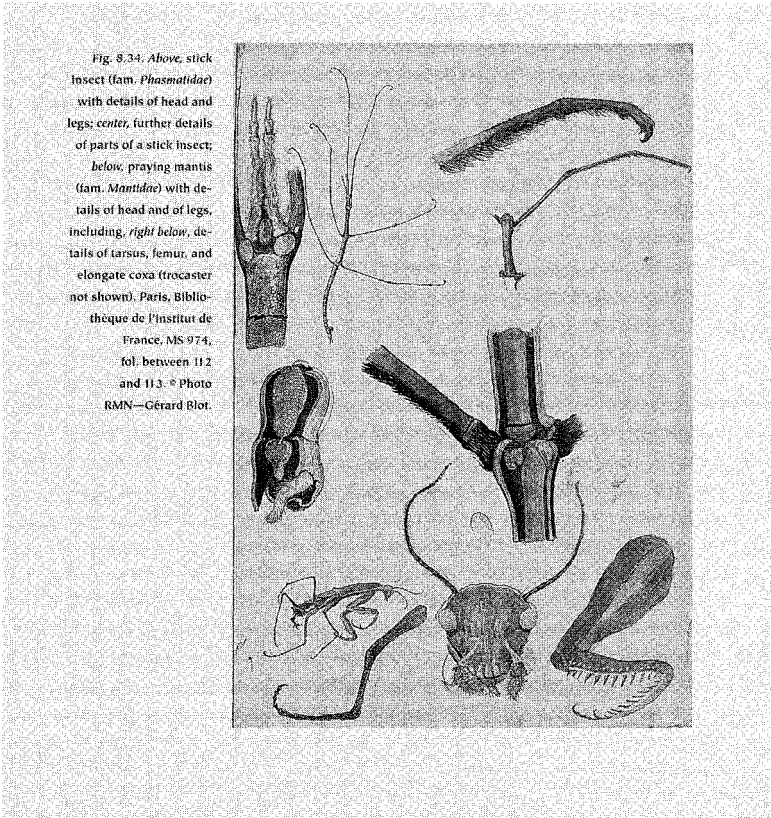 Fig. 8.34. Above, stick
insect (fam. Phasmatidae)
with details of head and
legs; center, further details
of parts of a stick insect;
below, praying mantis
(fam. Mantidae) with de-
tails of head and of legs,
including, right below, de-
tails of tarsus, femur, and
elongate coxa (trocaster
not shown). Paris, Biblio-
thèque de l'Institut de
France, MS 974,
fol. between 112
and 113. © Photo
RMN—Gérard Blot.